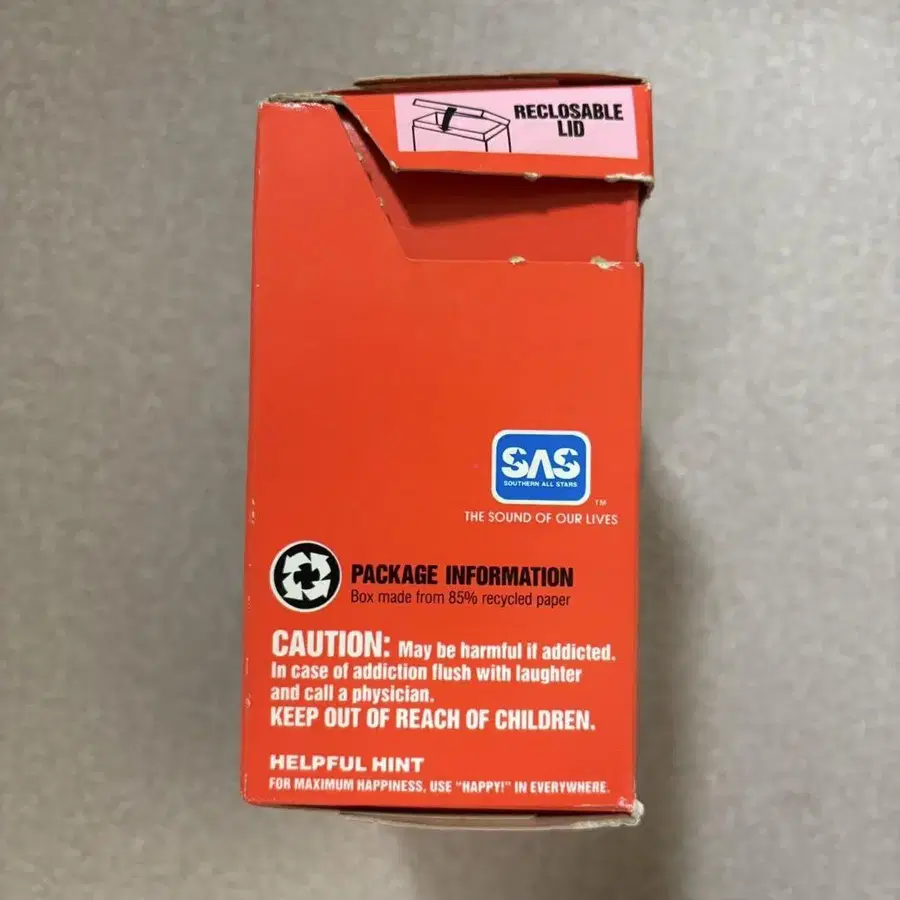 RECLOSABLE
LID
SAS
SOUTHERN ALL STARS
TM
THE SOUND OF OUR LIVES
PACKAGE INFORMATION
Box made from 85% recycled paper
CAUTION: May be harmful if addicted.
In case of addiction flush with laughter
and call a physician.
KEEP OUT OF REACH OF CHILDREN.
HELPFUL HINT
FOR MAXIMUM HAPPINESS, USE "HAPPY!" IN EVERYWHERE.